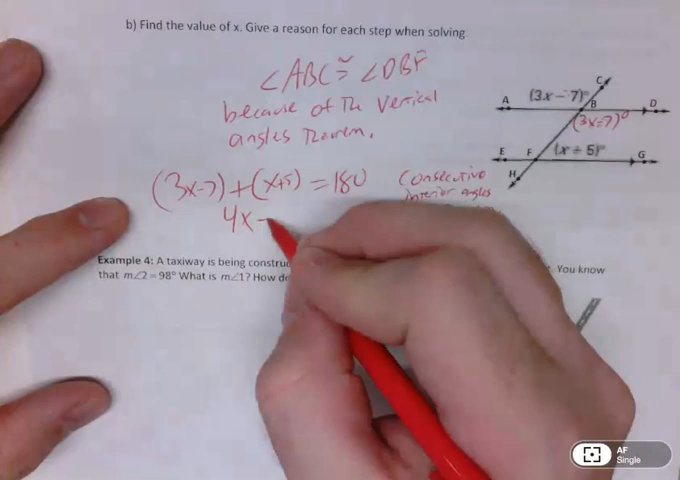 b) Find the value of x. Give a reason for each step when solving.
∠ABC ≅ ∠DBF
because of The Vertical
angles Theorem.
C
(3x - 7)°
A
B
D
(3x-7)°
E
F
(x + 5)°
G
H
(3x-7)+(x+5) = 180
Consecutive
interior angles
4x -
Example 4: A taxiway is being constru
You know
that m∠2 = 98° What is m∠1? How
AF
Single